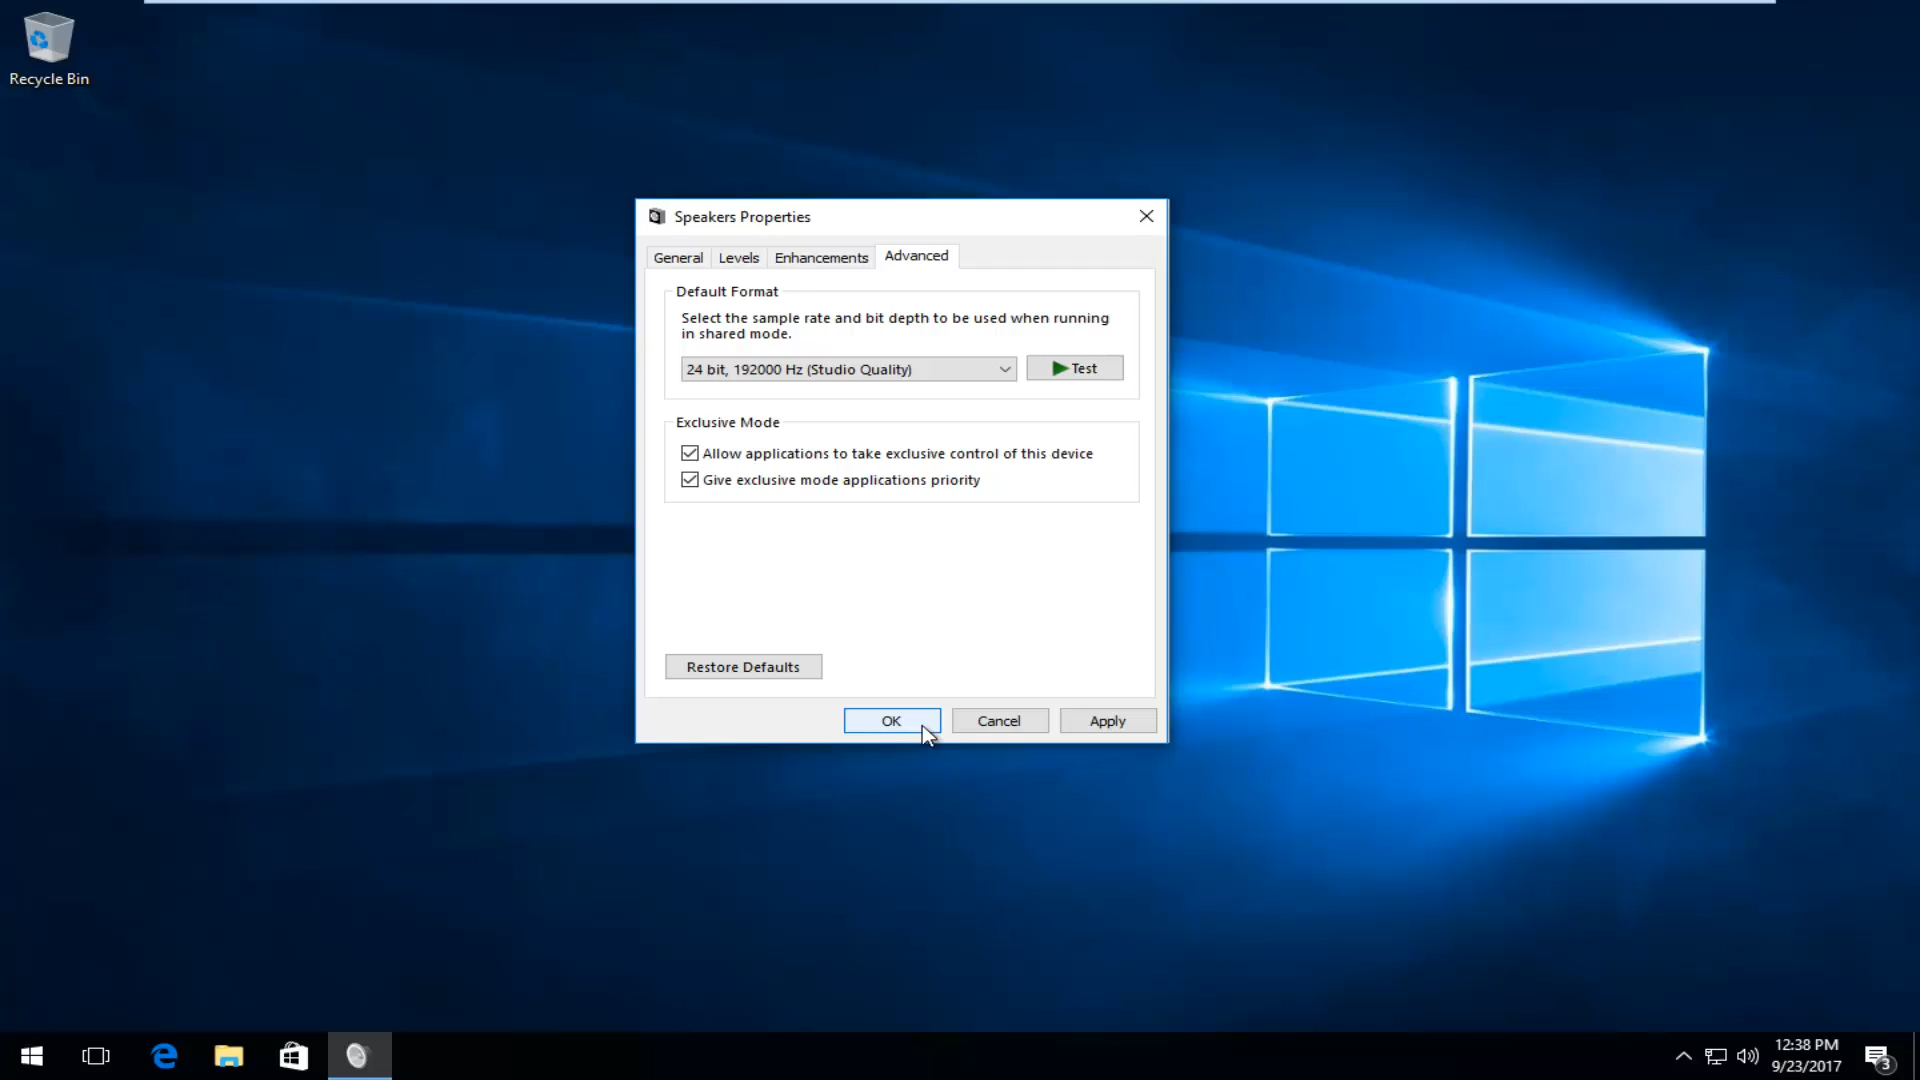 Recycle Bin
Speakers Properties
General
Levels
Enhancements
Advanced
Default Format
Select the sample rate and bit depth to be used when running
in shared mode.
24 bit, 192000 Hz (Studio Quality)
Test
Exclusive Mode
Allow applications to take exclusive control of this device
Give exclusive mode applications priority
Restore Defaults
OK
Cancel
Apply
12:38 PM
9/23/2017
3